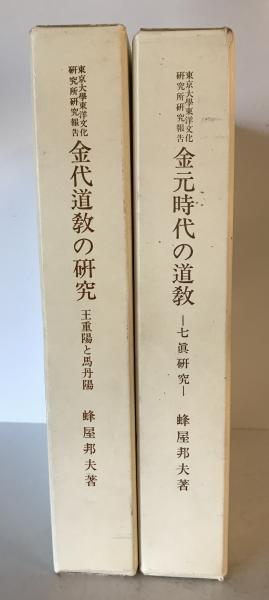 東京大學東洋文化
研究所研究報告
金元時代の道教
―七眞研究―
蜂屋邦夫著
東京大學東洋文化
研究所研究報告
金代道教の研究
王重陽と馬丹陽
蜂屋邦夫著